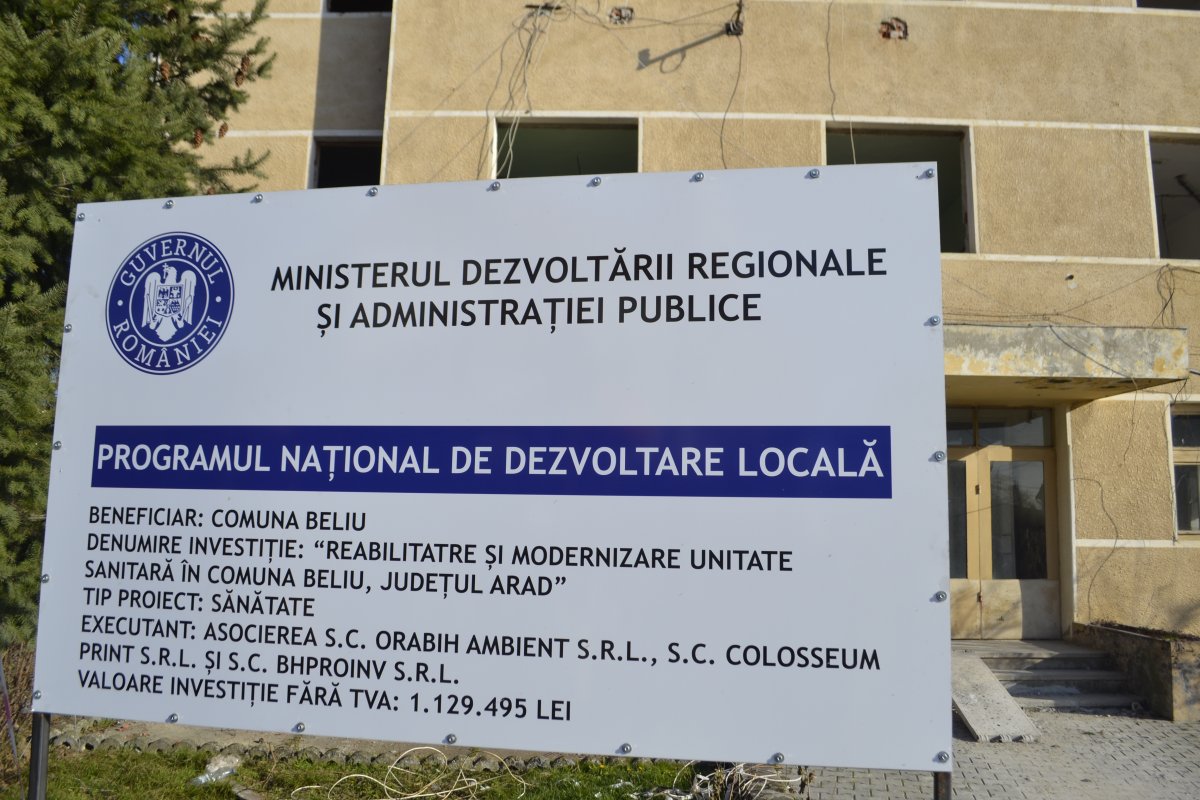 GUVERNUL ROMÂNIEI
MINISTERUL DEZVOLTĂRII REGIONALE
ȘI ADMINISTRAȚIEI PUBLICE
PROGRAMUL NAȚIONAL DE DEZVOLTARE LOCALĂ
BENEFICIAR: COMUNA BELIU
DENUMIRE INVESTIȚIE: “REABILITATRE ȘI MODERNIZARE UNITATE
SANITARĂ ÎN COMUNA BELIU, JUDEȚUL ARAD”
TIP PROIECT: SĂNĂTATE
EXECUTANT: ASOCIEREA S.C. ORABIH AMBIENT S.R.L., S.C. COLOSSEUM
PRINT S.R.L. ȘI S.C. BHPROINV S.R.L.
VALOARE INVESTIȚIE FĂRĂ TVA: 1.129.495 LEI